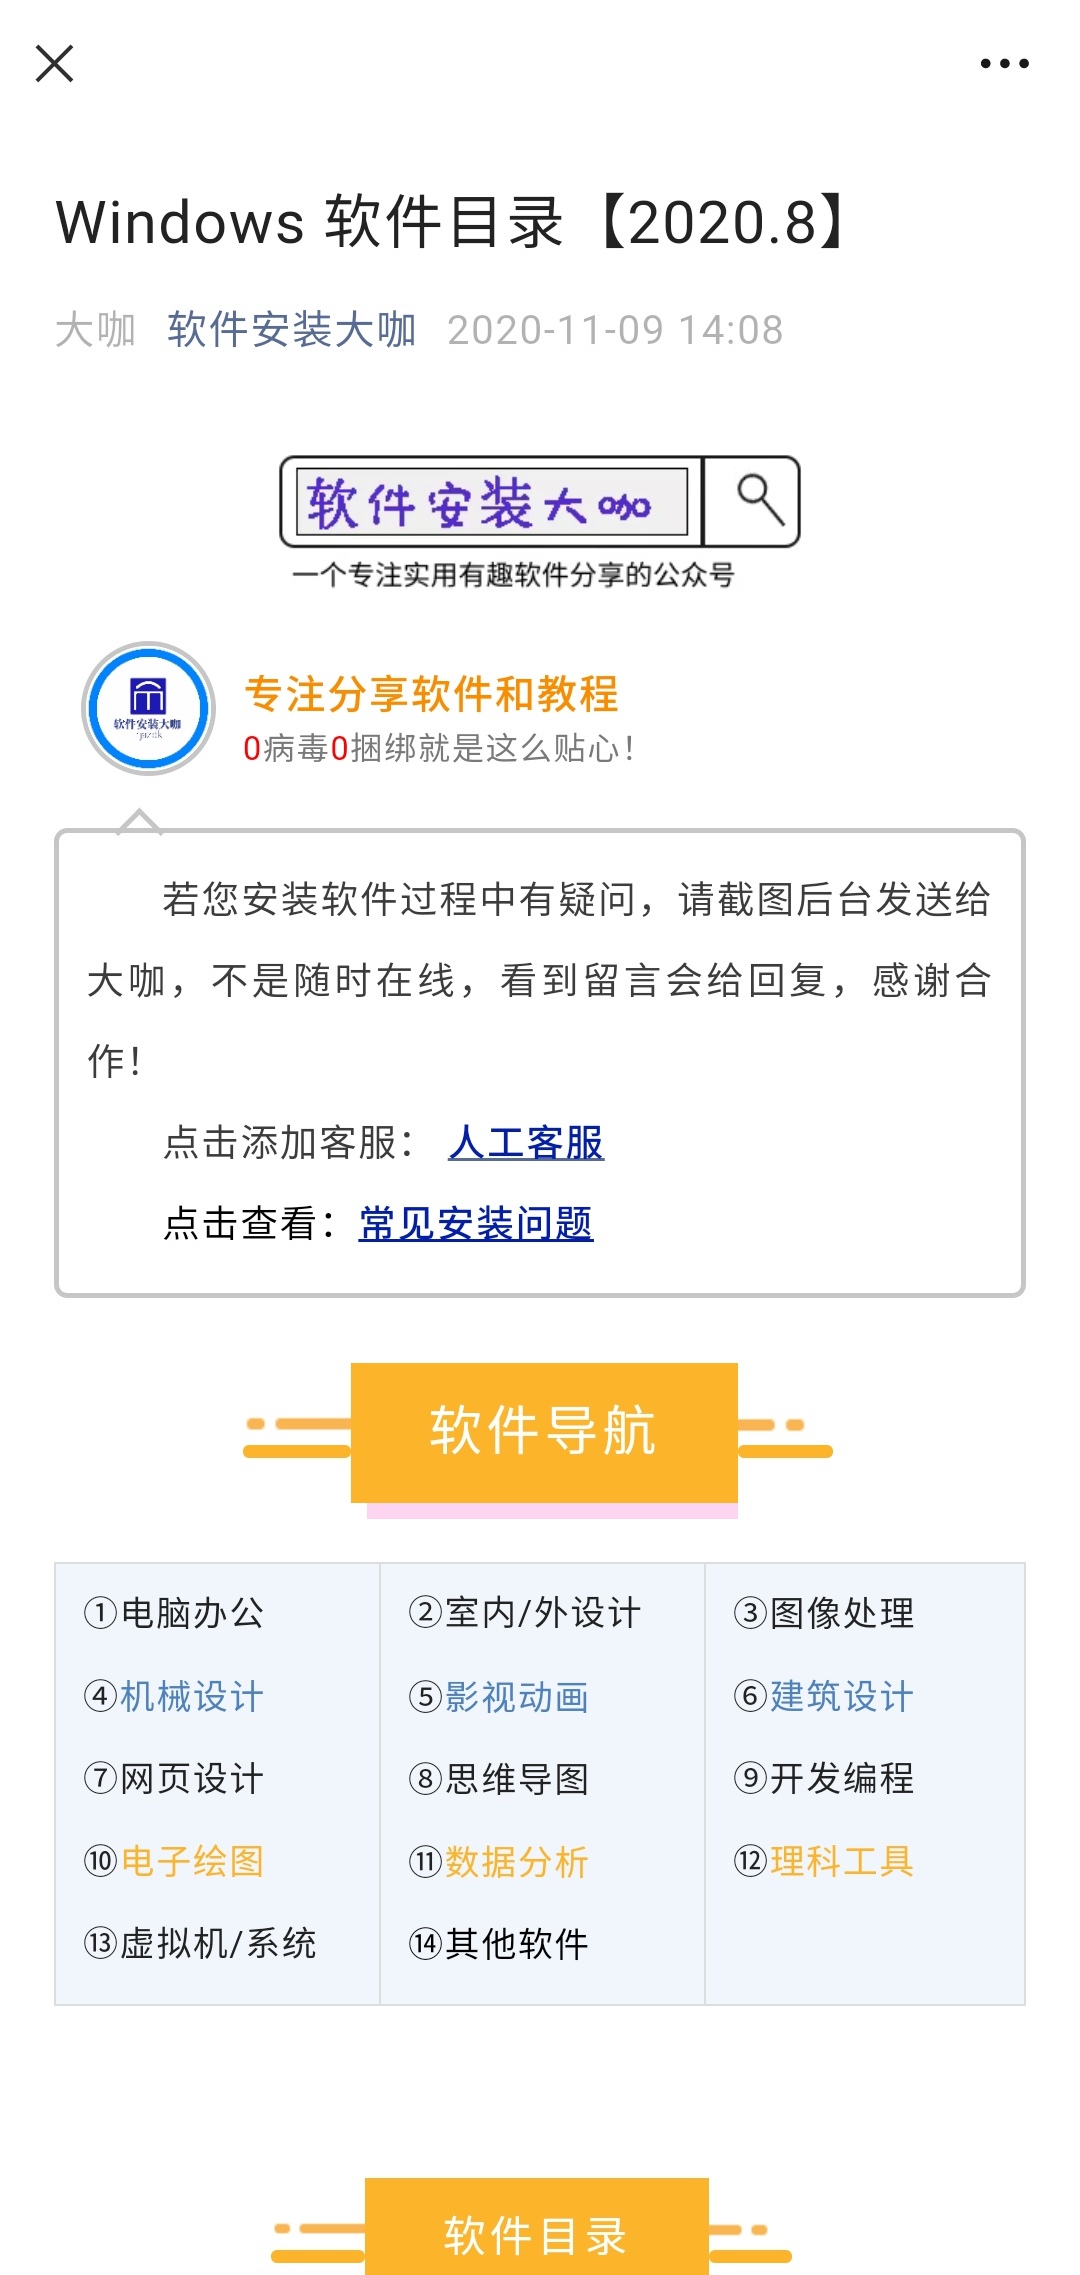 Windows 软件目录【2020.8】
大咖 软件安装大咖 2020-11-09 14:08
软件安装大咖
一个专注实用有趣软件分享的公众号
专注分享软件和教程
软件安装大咖
0病毒0捆绑就是这么贴心！
若您安装软件过程中有疑问，请截图后台发送给
大咖，不是随时在线，看到留言会给回复，感谢合
作！
点击添加客服： 人工客服
点击查看：常见安装问题
软件导航
①电脑办公 ②室内/外设计 ③图像处理
④机械设计 ⑤影视动画 ⑥建筑设计
⑦网页设计 ⑧思维导图 ⑨开发编程
⑩电子绘图 ⑪数据分析 ⑫理科工具
⑬虚拟机/系统 ⑭其他软件
软件目录